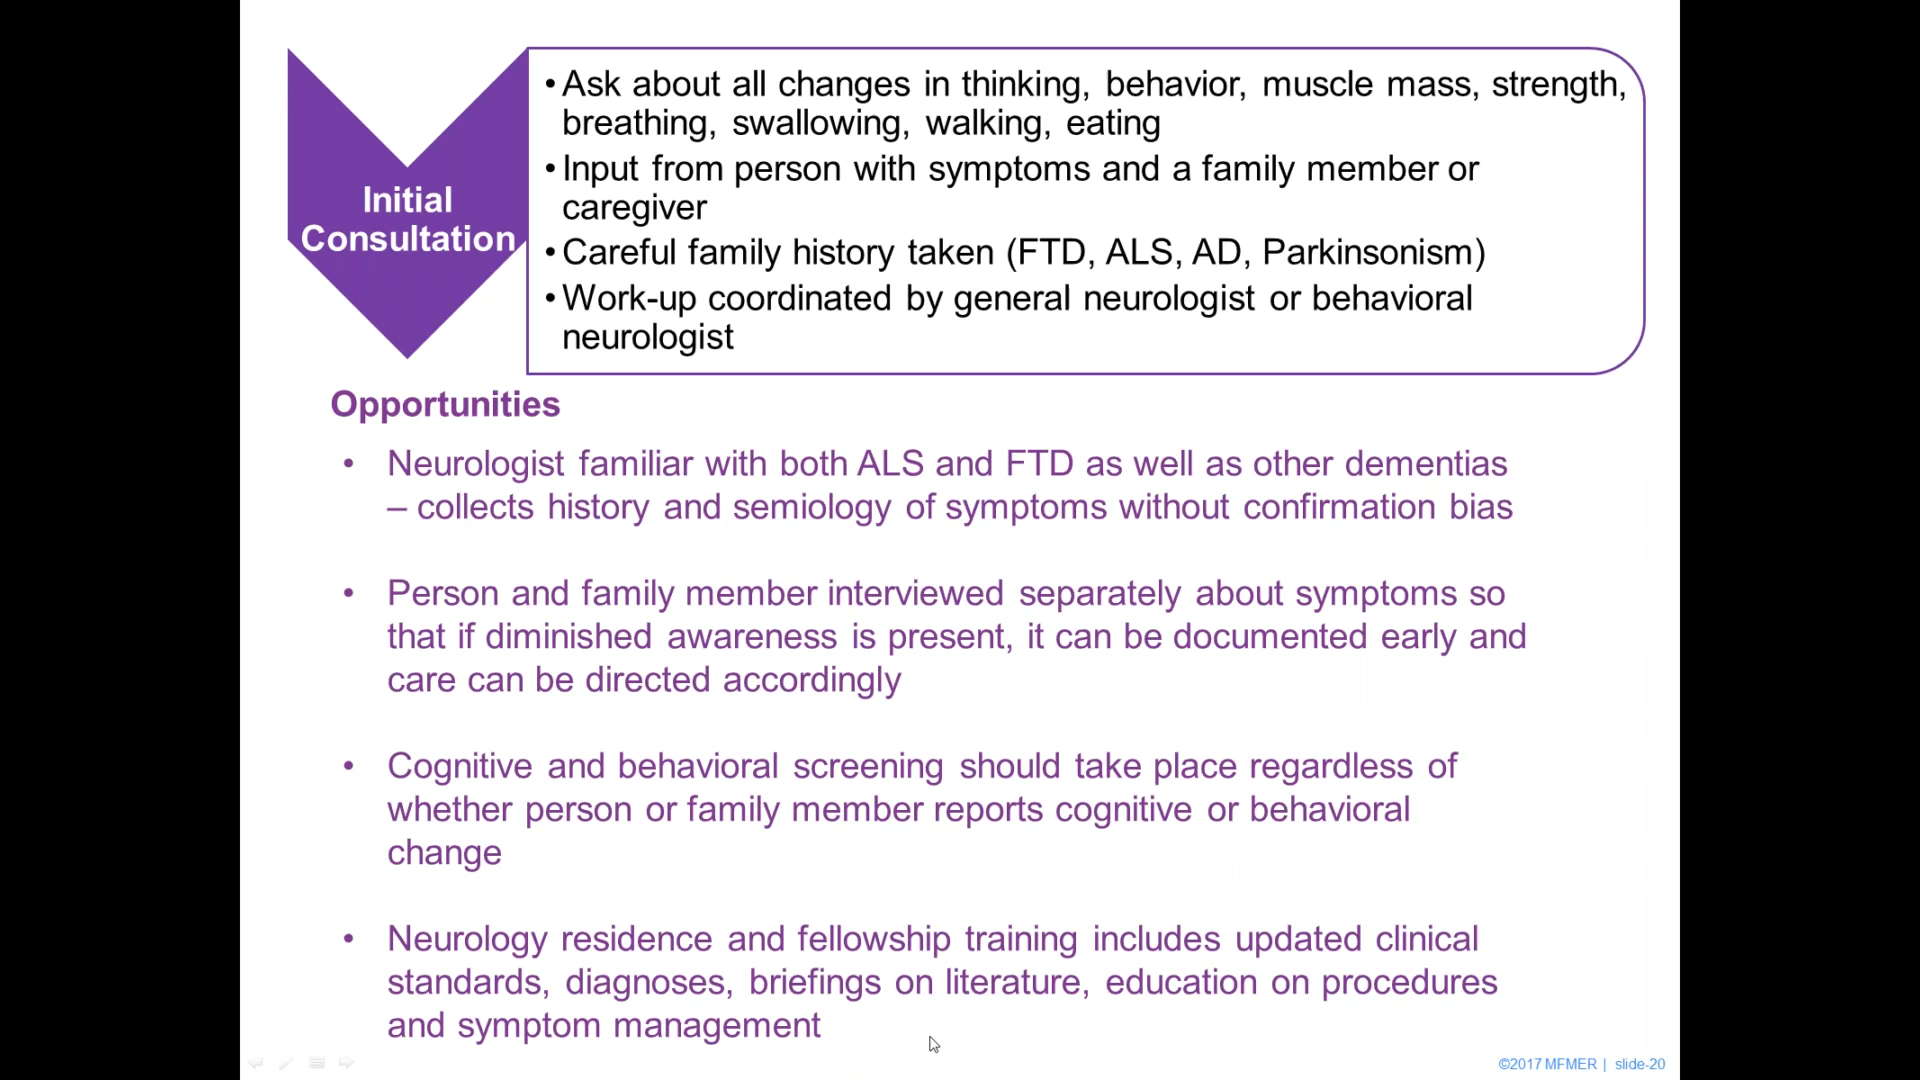 Initial
Consultation
•Ask about all changes in thinking, behavior, muscle mass, strength,
breathing, swallowing, walking, eating
•Input from person with symptoms and a family member or
caregiver
•Careful family history taken (FTD, ALS, AD, Parkinsonism)
•Work-up coordinated by general neurologist or behavioral
neurologist
Opportunities
• Neurologist familiar with both ALS and FTD as well as other dementias
– collects history and semiology of symptoms without confirmation bias
• Person and family member interviewed separately about symptoms so
that if diminished awareness is present, it can be documented early and
care can be directed accordingly
• Cognitive and behavioral screening should take place regardless of
whether person or family member reports cognitive or behavioral
change
• Neurology residence and fellowship training includes updated clinical
standards, diagnoses, briefings on literature, education on procedures
and symptom management
©2017 MFMER | slide-20